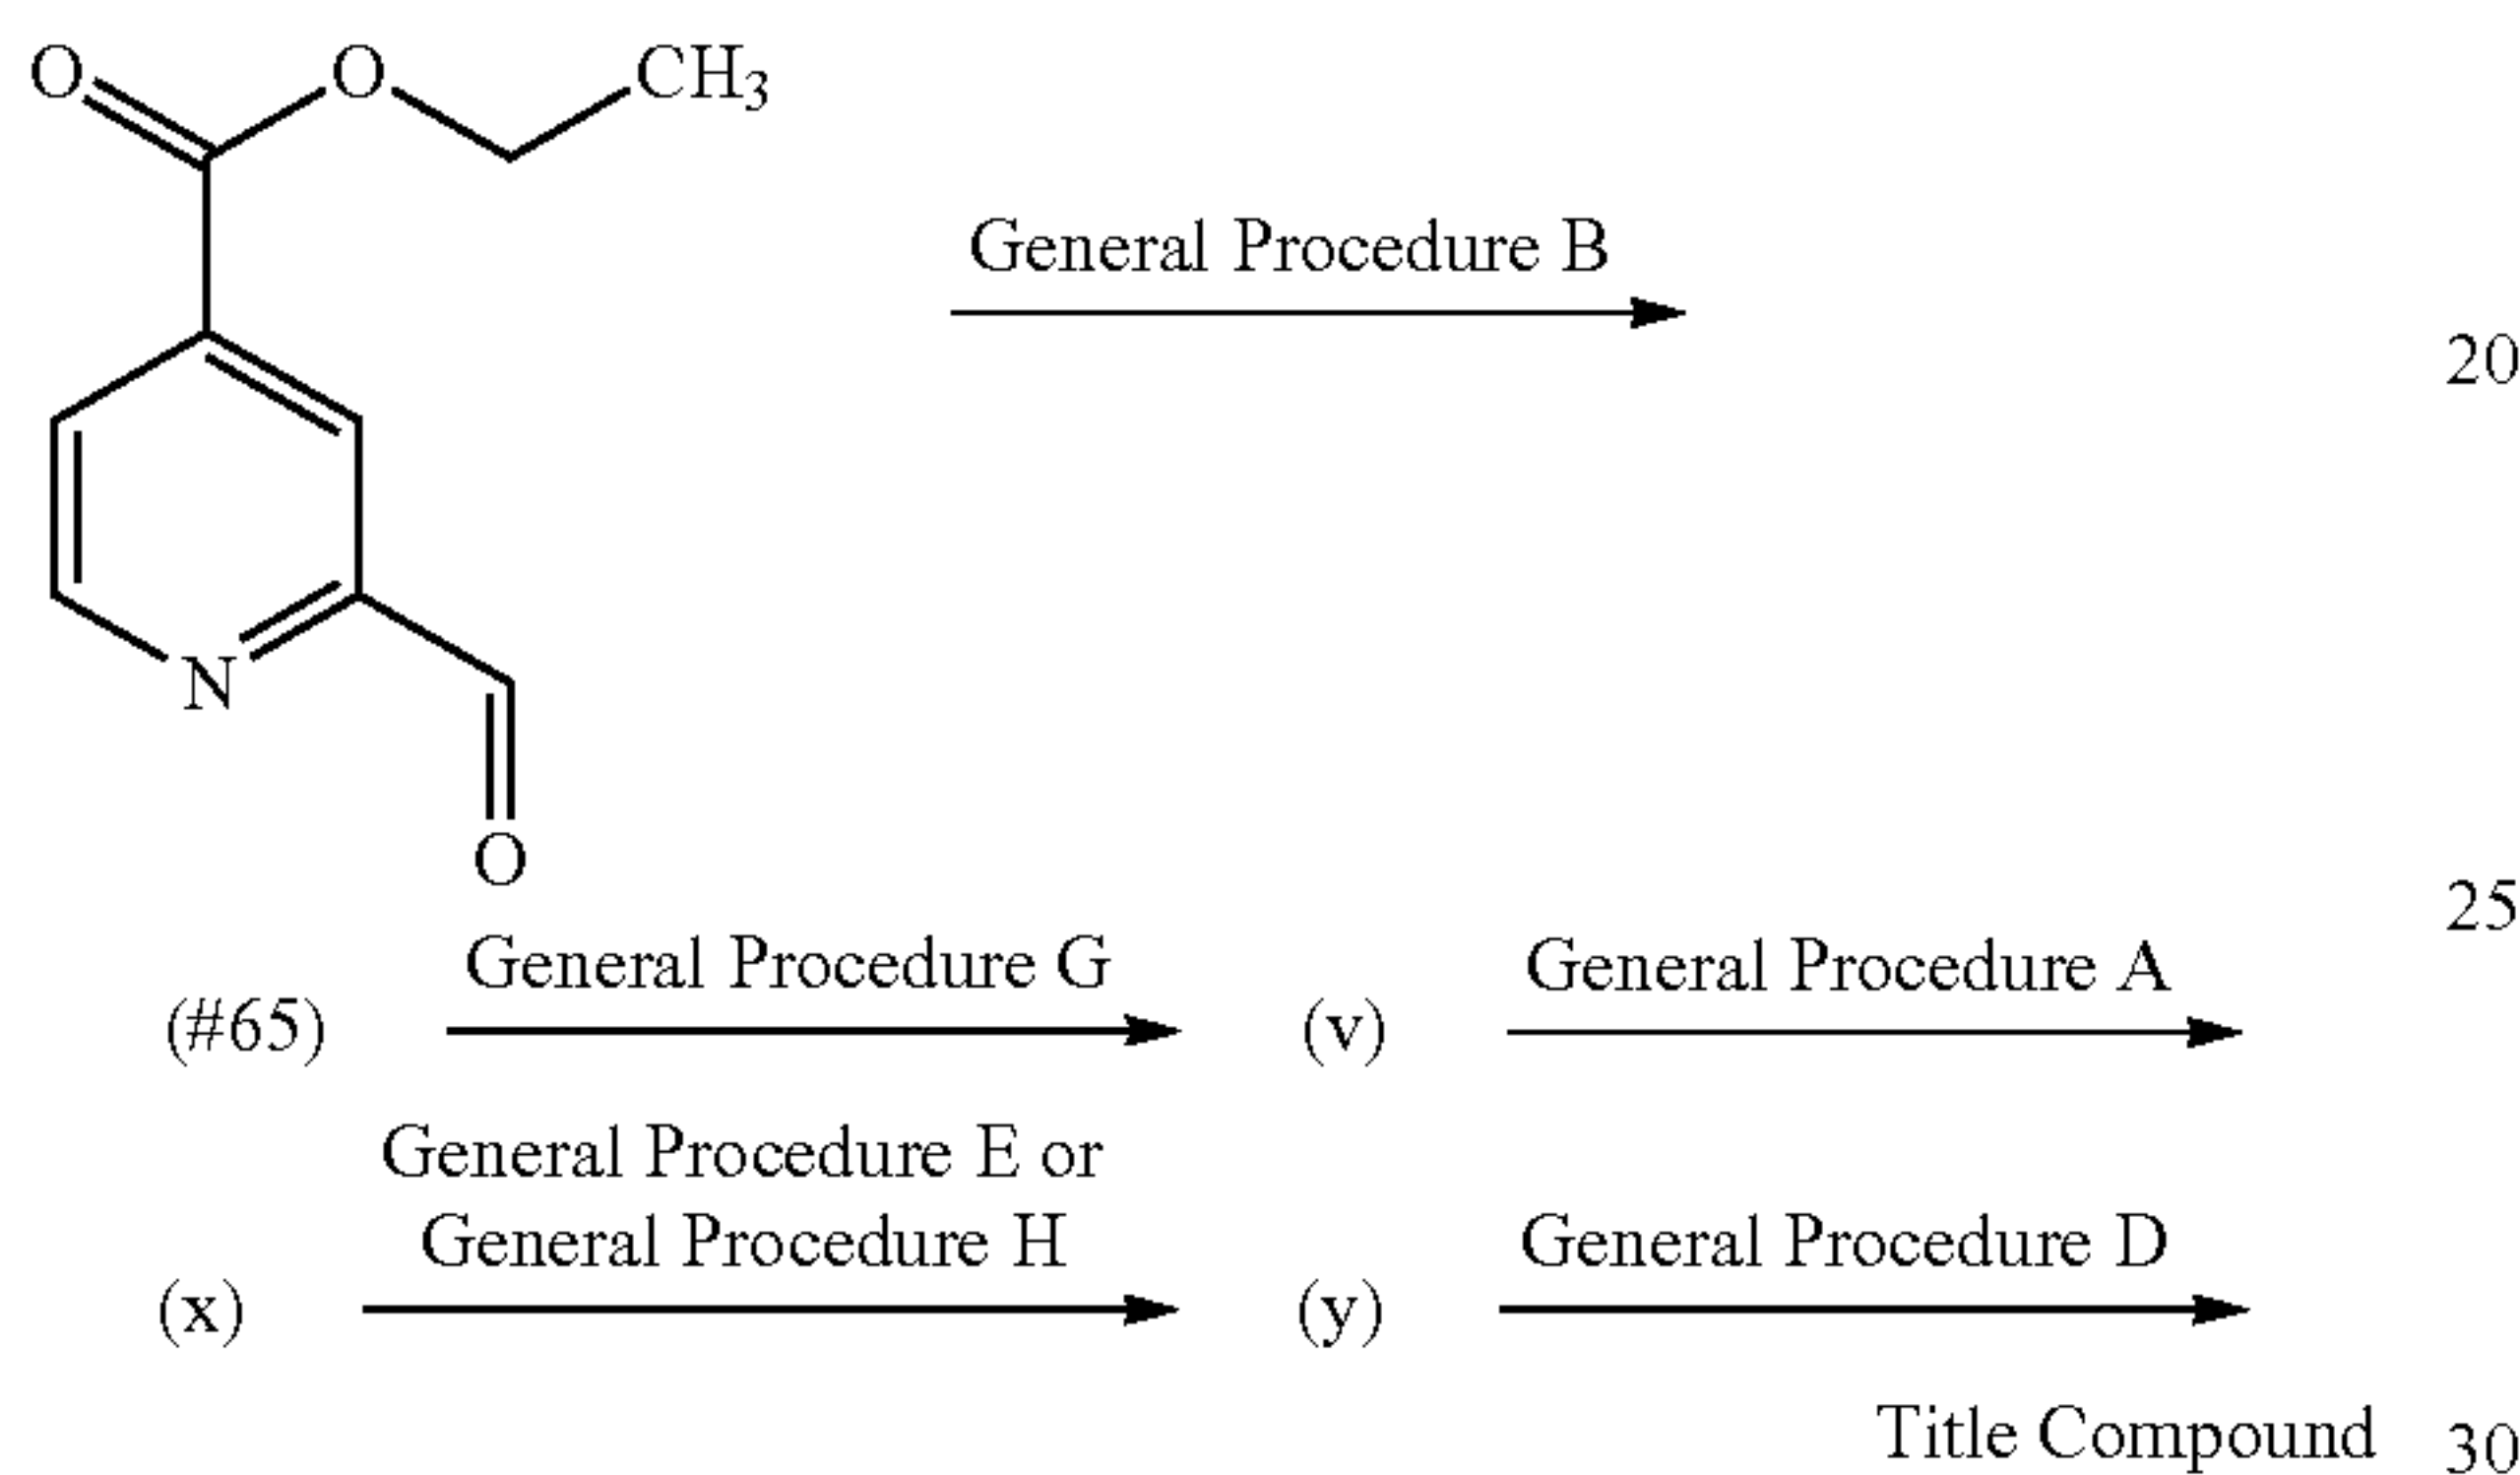 O O CH3
General Procedure B
20
N
O
25
General Procedure G General Procedure A
(#65) (v)
General Procedure E or
General Procedure H General Procedure D
(x) (y)
Title Compound 30